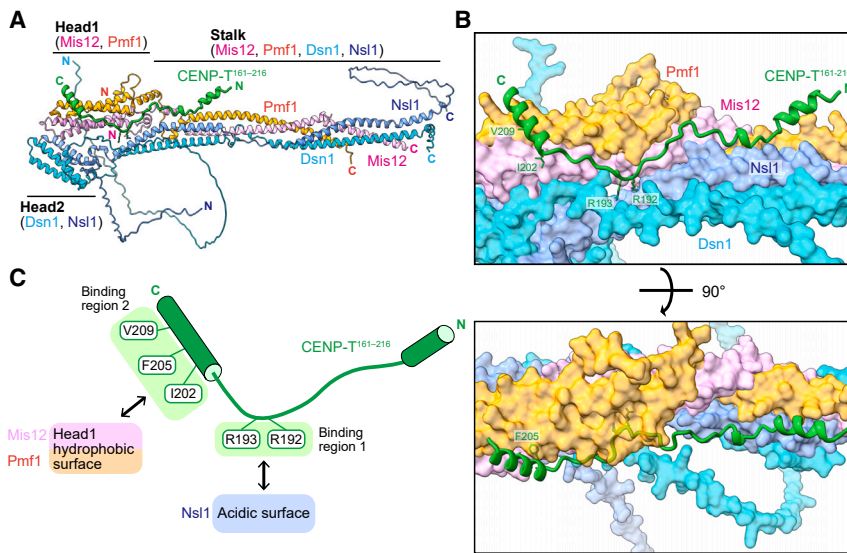 A
Head1
(Mis12, Pmf1)
Stalk
(Mis12, Pmf1, Dsn1, Nsl1)
N
C
N
CENP-T161–216
N
Pmf1
Nsl1
C
N
Dsn1
C
Mis12
C
C
N
Head2
(Dsn1, Nsl1)
B
C
Pmf1
CENP-T161-21
N
Mis12
V209
I202
Nsl1
R193
R192
Dsn1
90°
F205
C
Binding
region 2
C
V209
F205
I202
N
CENP-T161–216
Mis12
Pmf1
Head1
hydrophobic
surface
R193
R192
Binding
region 1
Nsl1
Acidic surface